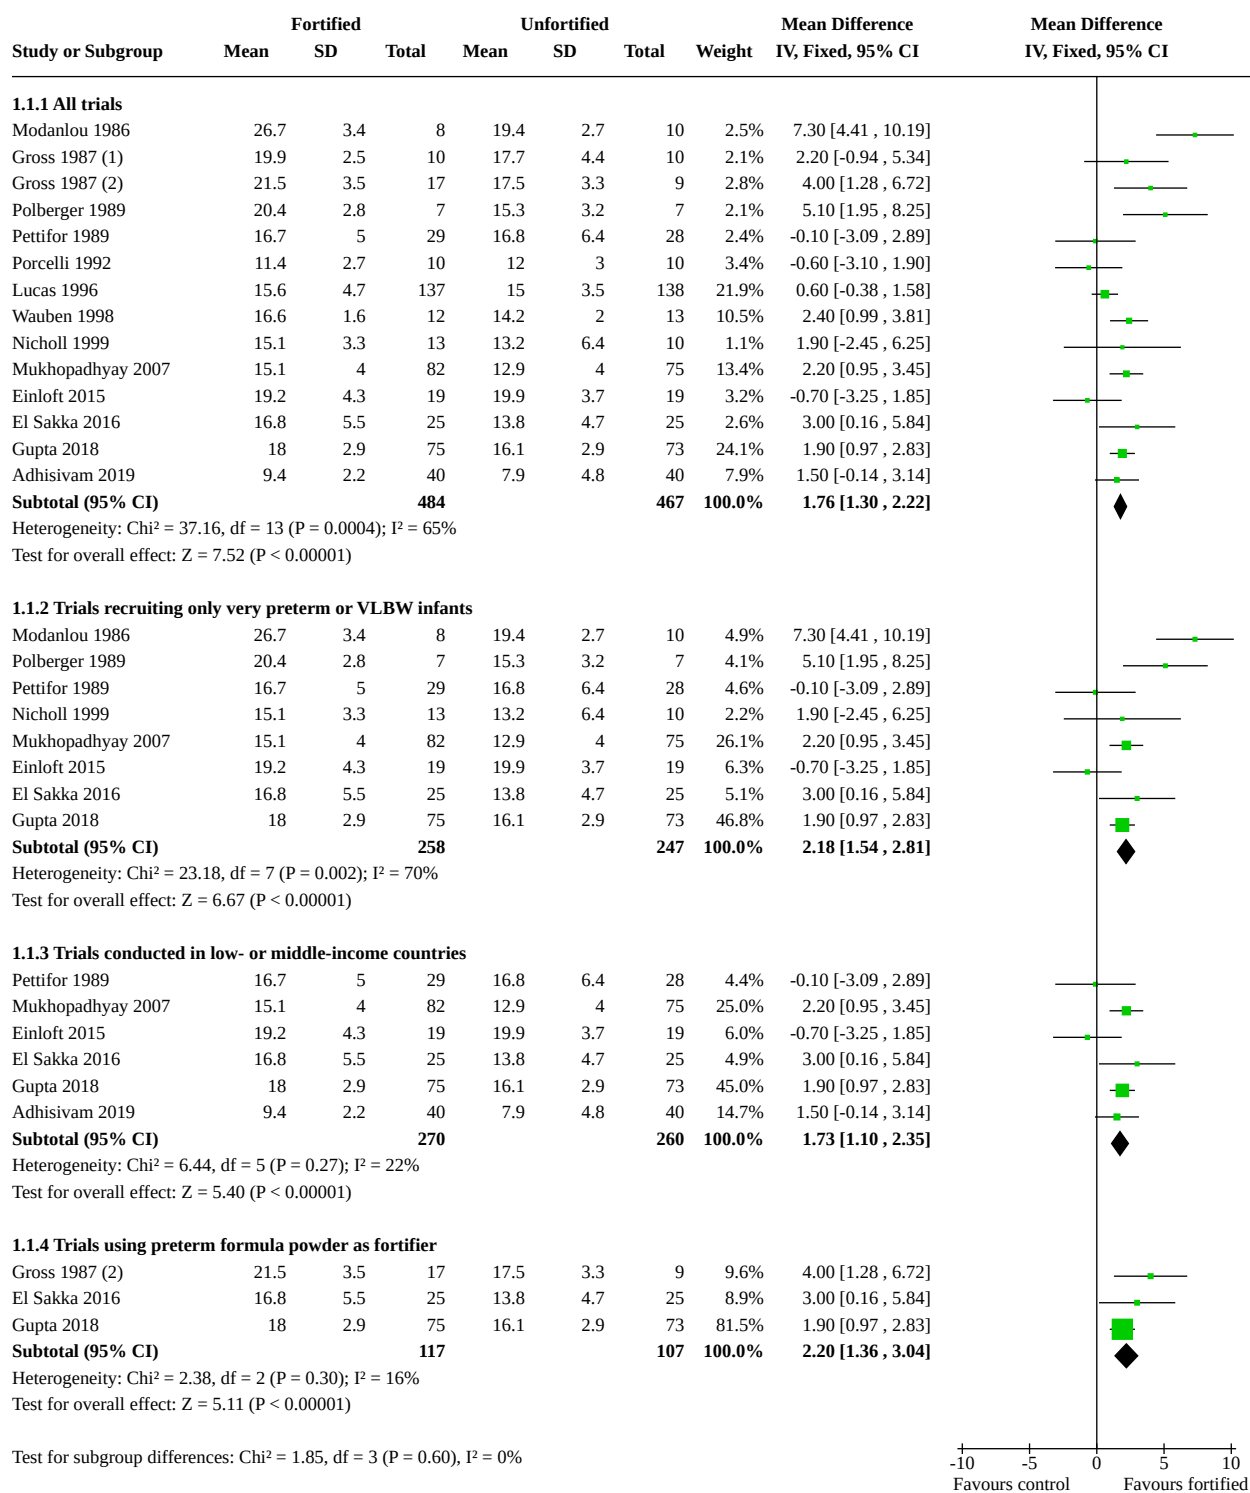 Fortified Unfortified Mean Difference Mean Difference
Study or Subgroup Mean SD Total Mean SD Total Weight IV, Fixed, 95% CI IV, Fixed, 95% CI
1.1.1 All trials
Modanlou 1986 26.7 3.4 8 19.4 2.7 10 2.5% 7.30 [4.41 , 10.19]
Gross 1987 (1) 19.9 2.5 10 17.7 4.4 10 2.1% 2.20 [-0.94 , 5.34]
Gross 1987 (2) 21.5 3.5 17 17.5 3.3 9 2.8% 4.00 [1.28 , 6.72]
Polberger 1989 20.4 2.8 7 15.3 3.2 7 2.1% 5.10 [1.95 , 8.25]
Pettifor 1989 16.7 5 29 16.8 6.4 28 2.4% -0.10 [-3.09 , 2.89]
Porcelli 1992 11.4 2.7 10 12 3 10 3.4% -0.60 [-3.10 , 1.90]
Lucas 1996 15.6 4.7 137 15 3.5 138 21.9% 0.60 [-0.38 , 1.58]
Wauben 1998 16.6 1.6 12 14.2 2 13 10.5% 2.40 [0.99 , 3.81]
Nicholl 1999 15.1 3.3 13 13.2 6.4 10 1.1% 1.90 [-2.45 , 6.25]
Mukhopadhyay 2007 15.1 4 82 12.9 4 75 13.4% 2.20 [0.95 , 3.45]
Einloft 2015 19.2 4.3 19 19.9 3.7 19 3.2% -0.70 [-3.25 , 1.85]
El Sakka 2016 16.8 5.5 25 13.8 4.7 25 2.6% 3.00 [0.16 , 5.84]
Gupta 2018 18 2.9 75 16.1 2.9 73 24.1% 1.90 [0.97 , 2.83]
Adhisivam 2019 9.4 2.2 40 7.9 4.8 40 7.9% 1.50 [-0.14 , 3.14]
Subtotal (95% CI) 484 467 100.0% 1.76 [1.30 , 2.22]
Heterogeneity: Chi² = 37.16, df = 13 (P = 0.0004); I² = 65%
Test for overall effect: Z = 7.52 (P < 0.00001)
1.1.2 Trials recruiting only very preterm or VLBW infants
Modanlou 1986 26.7 3.4 8 19.4 2.7 10 4.9% 7.30 [4.41 , 10.19]
Polberger 1989 20.4 2.8 7 15.3 3.2 7 4.1% 5.10 [1.95 , 8.25]
Pettifor 1989 16.7 5 29 16.8 6.4 28 4.6% -0.10 [-3.09 , 2.89]
Nicholl 1999 15.1 3.3 13 13.2 6.4 10 2.2% 1.90 [-2.45 , 6.25]
Mukhopadhyay 2007 15.1 4 82 12.9 4 75 26.1% 2.20 [0.95 , 3.45]
Einloft 2015 19.2 4.3 19 19.9 3.7 19 6.3% -0.70 [-3.25 , 1.85]
El Sakka 2016 16.8 5.5 25 13.8 4.7 25 5.1% 3.00 [0.16 , 5.84]
Gupta 2018 18 2.9 75 16.1 2.9 73 46.8% 1.90 [0.97 , 2.83]
Subtotal (95% CI) 258 247 100.0% 2.18 [1.54 , 2.81]
Heterogeneity: Chi² = 23.18, df = 7 (P = 0.002); I² = 70%
Test for overall effect: Z = 6.67 (P < 0.00001)
1.1.3 Trials conducted in low- or middle-income countries
Pettifor 1989 16.7 5 29 16.8 6.4 28 4.4% -0.10 [-3.09 , 2.89]
Mukhopadhyay 2007 15.1 4 82 12.9 4 75 25.0% 2.20 [0.95 , 3.45]
Einloft 2015 19.2 4.3 19 19.9 3.7 19 6.0% -0.70 [-3.25 , 1.85]
El Sakka 2016 16.8 5.5 25 13.8 4.7 25 4.9% 3.00 [0.16 , 5.84]
Gupta 2018 18 2.9 75 16.1 2.9 73 45.0% 1.90 [0.97 , 2.83]
Adhisivam 2019 9.4 2.2 40 7.9 4.8 40 14.7% 1.50 [-0.14 , 3.14]
Subtotal (95% CI) 270 260 100.0% 1.73 [1.10 , 2.35]
Heterogeneity: Chi² = 6.44, df = 5 (P = 0.27); I² = 22%
Test for overall effect: Z = 5.40 (P < 0.00001)
1.1.4 Trials using preterm formula powder as fortifier
Gross 1987 (2) 21.5 3.5 17 17.5 3.3 9 9.6% 4.00 [1.28 , 6.72]
El Sakka 2016 16.8 5.5 25 13.8 4.7 25 8.9% 3.00 [0.16 , 5.84]
Gupta 2018 18 2.9 75 16.1 2.9 73 81.5% 1.90 [0.97 , 2.83]
Subtotal (95% CI) 117 107 100.0% 2.20 [1.36 , 3.04]
Heterogeneity: Chi² = 2.38, df = 2 (P = 0.30); I² = 16%
Test for overall effect: Z = 5.11 (P < 0.00001)
Test for subgroup differences: Chi² = 1.85, df = 3 (P = 0.60), I² = 0%
-10 -5 0 5 10
Favours control Favours fortified